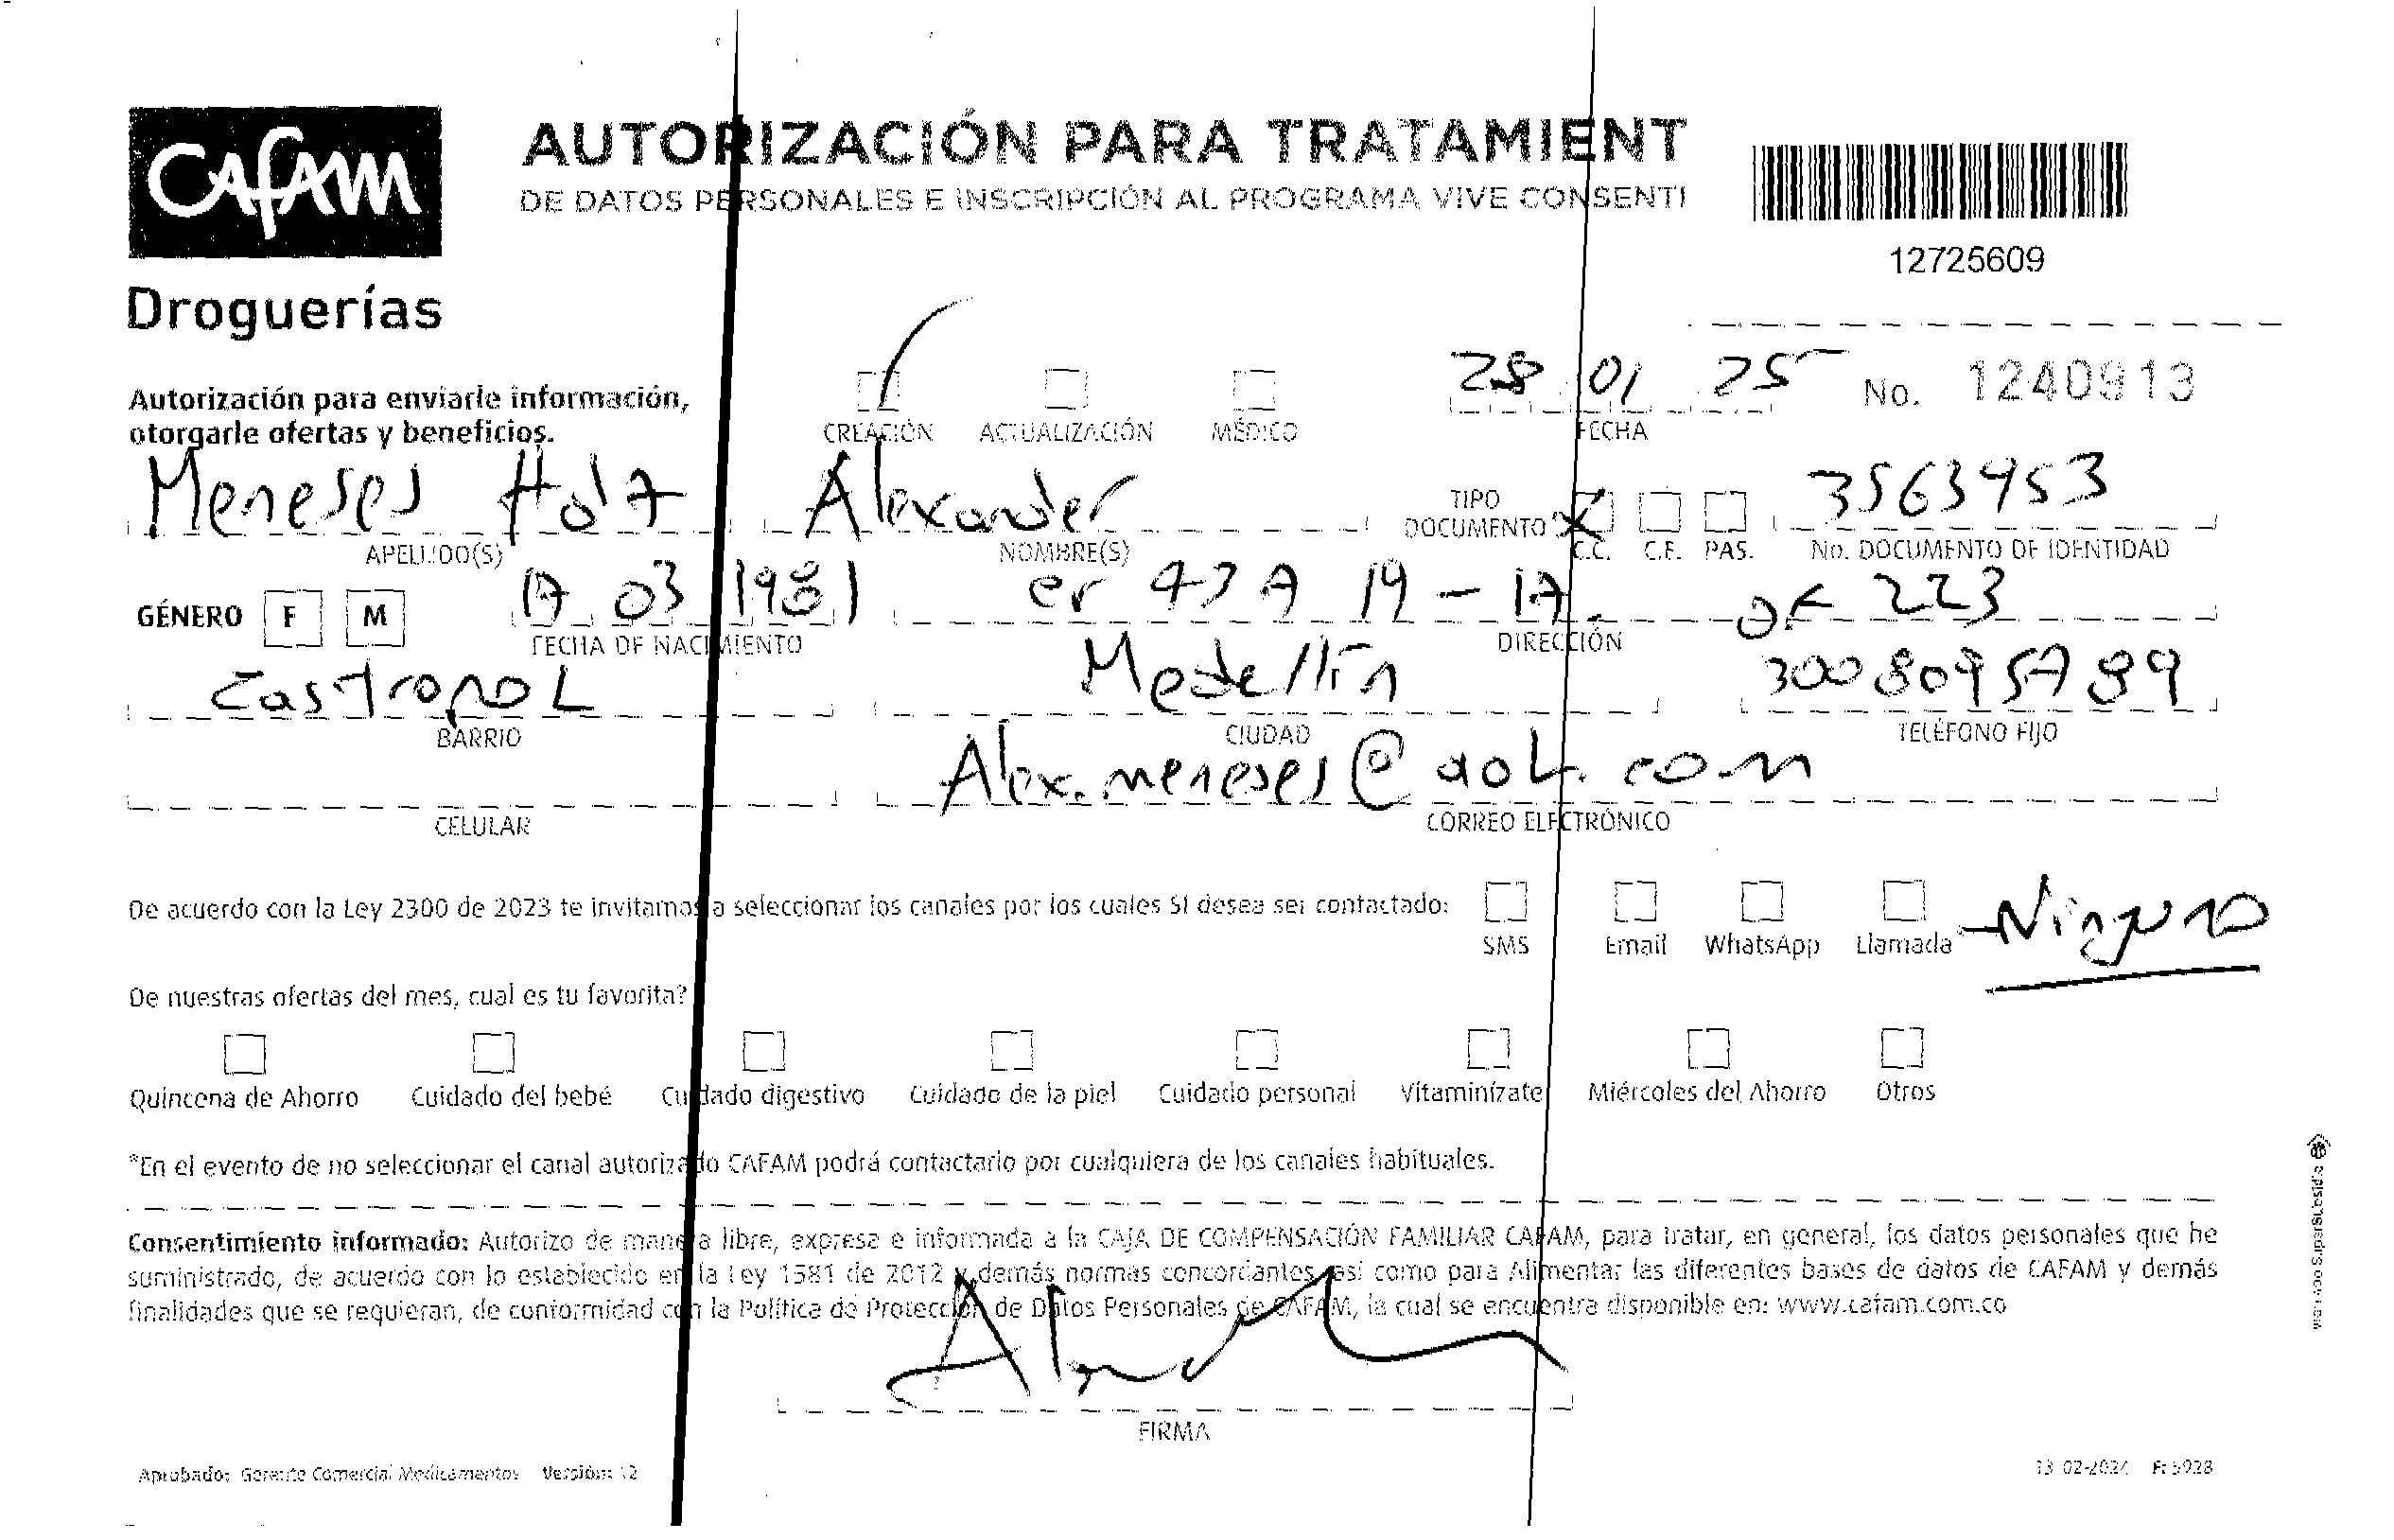 CAFAM
Droguerías
AUTORIZACIÓN PARA TRATAMIENT
DE DATOS PERSONALES E INSCRIPCIÓN AL PROGRAMA VIVE CONSENTI
12725609
Autorización para enviarle información,
otorgarle ofertas y beneficios.
CREACIÓN ACTUALIZACIÓN MÉDICO
28 01 25
FECHA
No. 1240913
Meneses Alexander
APELLIDO(S) NOMBRE(S)
TIPO
DOCUMENTO X
C.C. C.E. PAS.
3563453
No. DOCUMENTO DE IDENTIDAD
GÉNERO F M
17 03 1981
FECHA DE NACIMIENTO
cr 47 A 19 - 17. 223
DIRECCIÓN
Castropol
BARRIO
Medellín
CIUDAD
3008095789
TELÉFONO FIJO
CELULAR
Alex.meneses@aol.com
CORREO ELECTRÓNICO
De acuerdo con la Ley 2300 de 2023 te invitamos a seleccionar los canales por los cuales SI desea ser contactado:
SMS Email WhatsApp Llamada
Ninguno
De nuestras ofertas del mes, cual es tu favorita?
Quincena de Ahorro Cuidado del bebé Cuidado digestivo Cuidado de la piel Cuidado personal Vitaminízate Miércoles del Ahorro Otros
*En el evento de no seleccionar el canal autorizado CAFAM podrá contactarlo por cualquiera de los canales habituales.
Consentimiento informado: Autorizo de manera libre, expresa e informada a la CAJA DE COMPENSACIÓN FAMILIAR CAFAM, para tratar, en general, los datos personales que he
suministrado, de acuerdo con lo establecido en la Ley 1581 de 2012 y demás normas concordantes, así como para Alimentar las diferentes bases de datos de CAFAM y demás
finalidades que se requieran, de conformidad con la Política de Protección de Datos Personales de CAFAM, la cual se encuentra disponible en: www.cafam.com.co
FIRMA
Aprobado: Gerente Comercial Medicamentos Versión: 12
13-02-2024 F: 5928